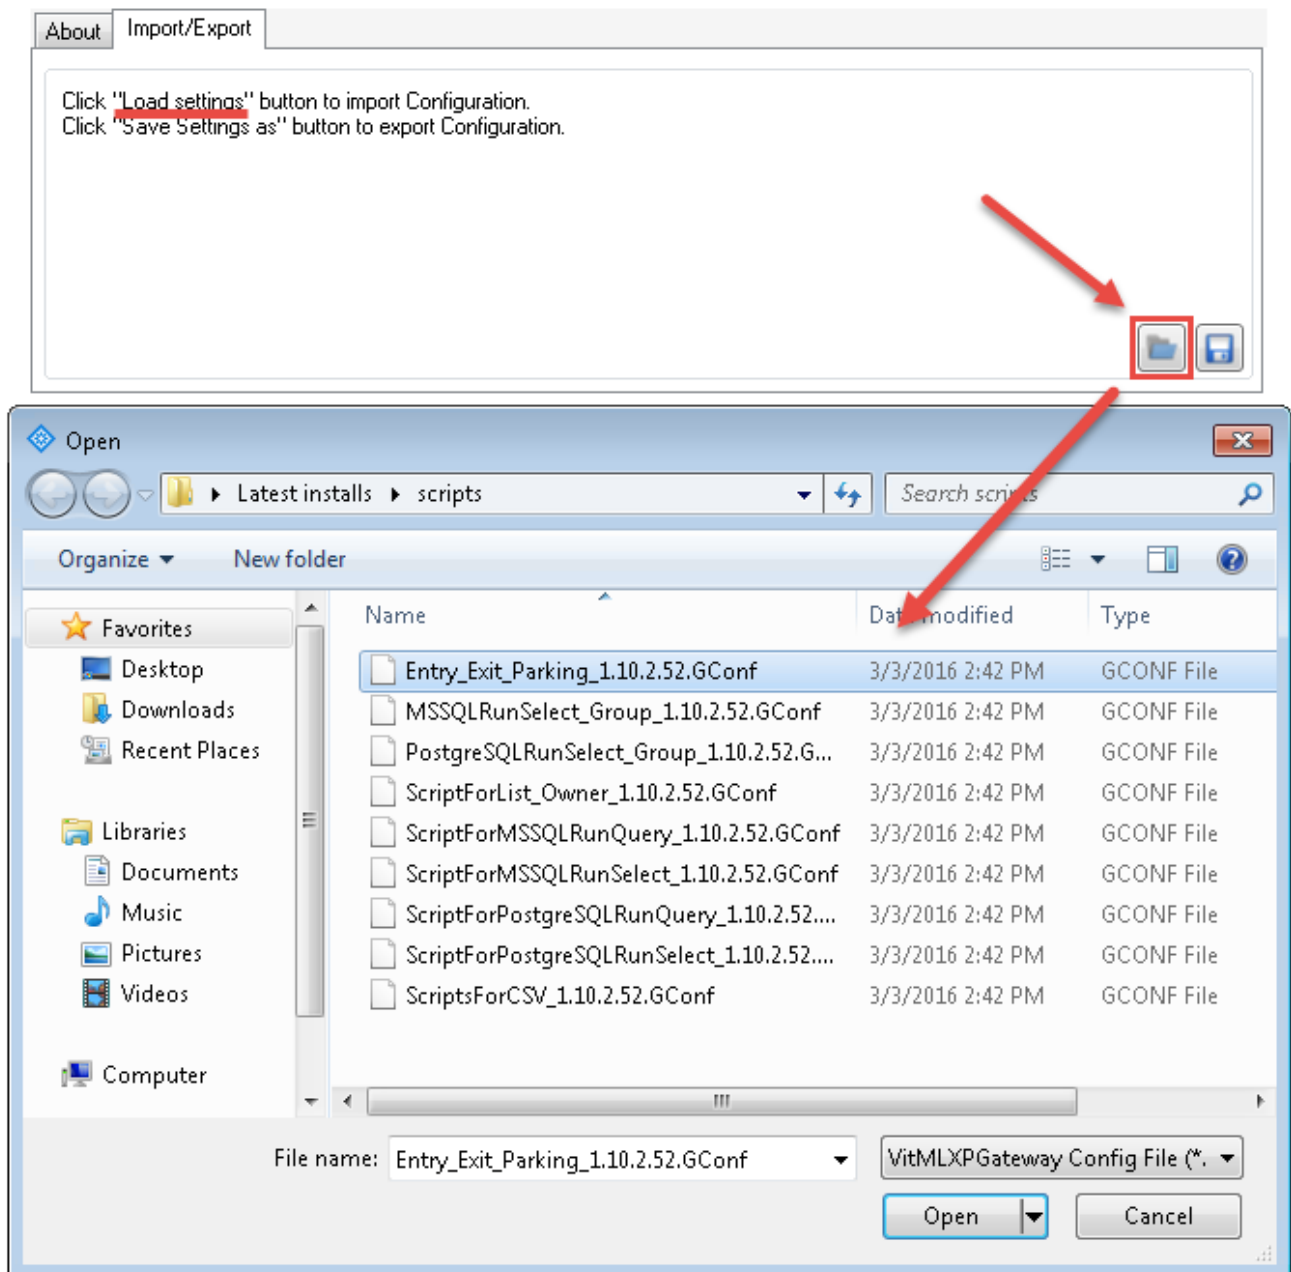 About
Import/Export
Click "Load settings" button to import Configuration.
Click "Save Settings as" button to export Configuration.
Open
Latest installs
scripts
Search scripts
Organize
New folder
Name
Date modified
Type
Favorites
Desktop
Downloads
Recent Places
Libraries
Documents
Music
Pictures
Videos
Computer
Entry_Exit_Parking_1.10.2.52.GConf 3/3/2016 2:42 PM GCONF File
MSSQLRunSelect_Group_1.10.2.52.GConf 3/3/2016 2:42 PM GCONF File
PostgreSQLRunSelect_Group_1.10.2.52.G... 3/3/2016 2:42 PM GCONF File
ScriptForList_Owner_1.10.2.52.GConf 3/3/2016 2:42 PM GCONF File
ScriptForMSSQLRunQuery_1.10.2.52.GConf 3/3/2016 2:42 PM GCONF File
ScriptForMSSQLRunSelect_1.10.2.52.GConf 3/3/2016 2:42 PM GCONF File
ScriptForPostgreSQLRunQuery_1.10.2.52.... 3/3/2016 2:42 PM GCONF File
ScriptForPostgreSQLRunSelect_1.10.2.52.... 3/3/2016 2:42 PM GCONF File
ScriptsForCSV_1.10.2.52.GConf 3/3/2016 2:42 PM GCONF File
File name: Entry_Exit_Parking_1.10.2.52.GConf
VitMLXPGateway Config File (*.
Open
Cancel